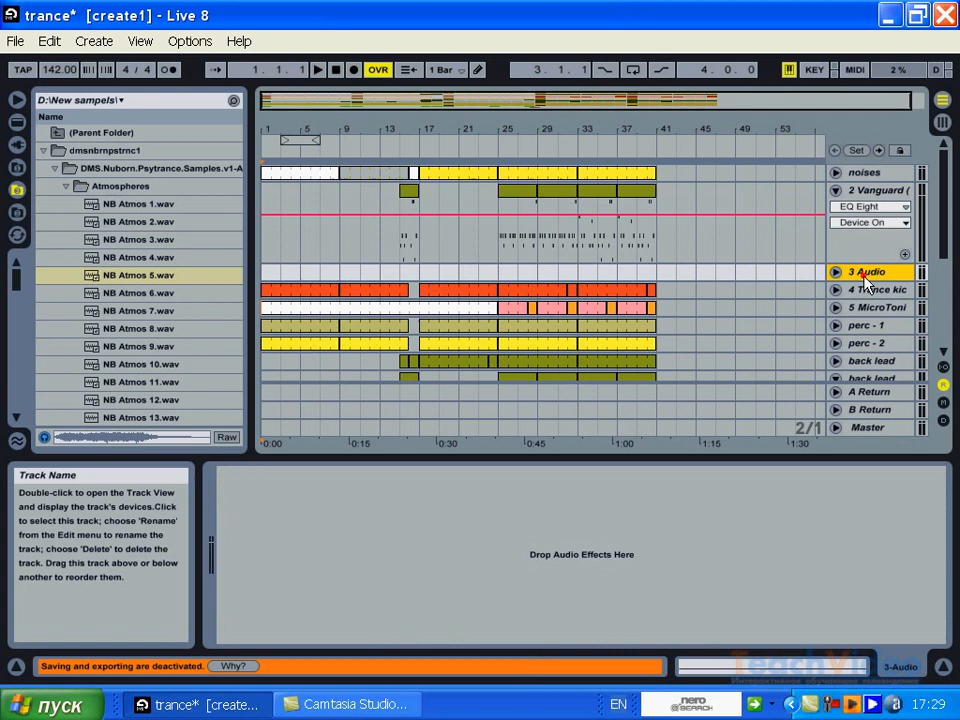 trance* [create1] - Live 8
File Edit Create View Options Help
TAP 142.00 4 / 4 1. 1. 1 OVR 1 Bar 3. 1. 1 4. 0. 0 KEY MIDI 2 % D
D:\New sampels\
Name
(Parent Folder)
dmsnbrnpstrnc1
DMS.Nuborn.Psytrance.Samples.v1-A
Atmospheres
NB Atmos 1.wav
NB Atmos 2.wav
NB Atmos 3.wav
NB Atmos 4.wav
NB Atmos 5.wav
NB Atmos 6.wav
NB Atmos 7.wav
NB Atmos 8.wav
NB Atmos 9.wav
NB Atmos 10.wav
NB Atmos 11.wav
NB Atmos 12.wav
NB Atmos 13.wav
Raw
1 5 9 13 17 21 25 29 33 37 41 45 49 53
Set
noises
2 Vanguard (
EQ Eight
Device On
3 Audio
4 Trance kic
5 MicroToni
perc - 1
perc - 2
back lead
back lead
A Return
B Return
Master
2/1
0:00 0:15 0:30 0:45 1:00 1:15 1:30
Track Name
Double-click to open the Track View
and display the track's devices.Click
to select this track; choose 'Rename'
from the Edit menu to rename the
track; choose 'Delete' to delete the
track. Drag this track above or below
another to reorder them.
Drop Audio Effects Here
Saving and exporting are deactivated. Why?
3-Audio
TeachVideo
Интерактивное обучающее телевидение
пуск trance* [create... Camtasia Studio... EN nero SEARCH 17:29